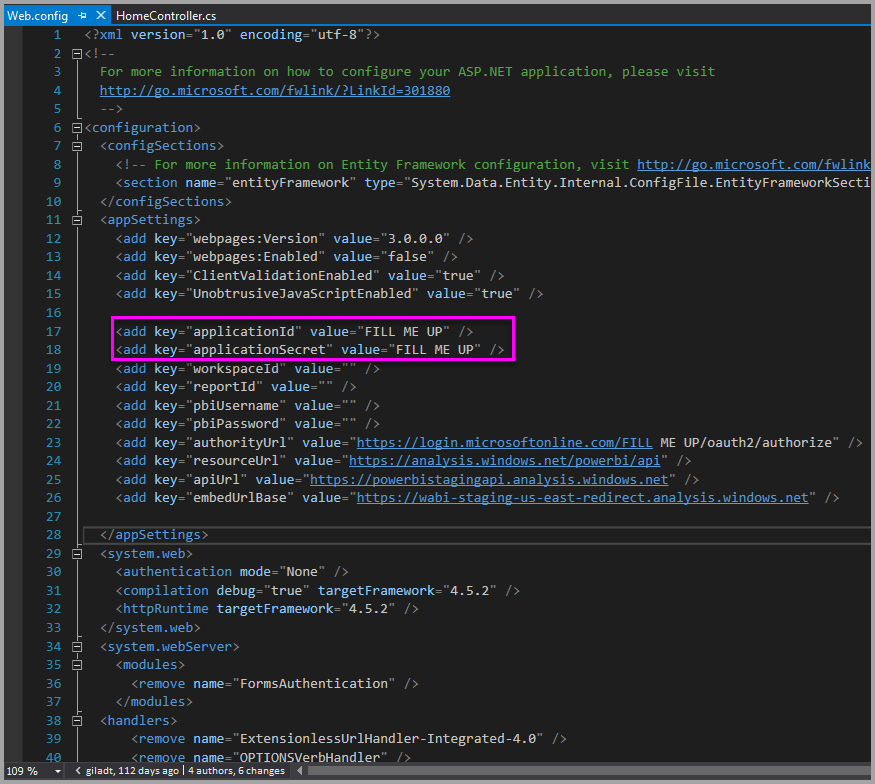 Web.config HomeController.cs
1 <?xml version="1.0" encoding="utf-8"?>
2 <!--
3 For more information on how to configure your ASP.NET application, please visit
4 http://go.microsoft.com/fwlink/?LinkId=301880
5 -->
6 <configuration>
7 <configSections>
8 <!-- For more information on Entity Framework configuration, visit http://go.microsoft.com/fwlink
9 <section name="entityFramework" type="System.Data.Entity.Internal.ConfigFile.EntityFrameworkSecti
10 </configSections>
11 <appSettings>
12 <add key="webpages:Version" value="3.0.0.0" />
13 <add key="webpages:Enabled" value="false" />
14 <add key="ClientValidationEnabled" value="true" />
15 <add key="UnobtrusiveJavaScriptEnabled" value="true" />
16
17 <add key="applicationId" value="FILL ME UP" />
18 <add key="applicationSecret" value="FILL ME UP" />
19 <add key="workspaceId" value="" />
20 <add key="reportId" value="" />
21 <add key="pbiUsername" value="" />
22 <add key="pbiPassword" value="" />
23 <add key="authorityUrl" value="https://login.microsoftonline.com/FILL ME UP/oauth2/authorize" />
24 <add key="resourceUrl" value="https://analysis.windows.net/powerbi/api" />
25 <add key="apiUrl" value="https://powerbistagingapi.analysis.windows.net" />
26 <add key="embedUrlBase" value="https://wabi-staging-us-east-redirect.analysis.windows.net" />
27
28 </appSettings>
29 <system.web>
30 <authentication mode="None" />
31 <compilation debug="true" targetFramework="4.5.2" />
32 <httpRuntime targetFramework="4.5.2" />
33 </system.web>
34 <system.webServer>
35 <modules>
36 <remove name="FormsAuthentication" />
37 </modules>
38 <handlers>
39 <remove name="ExtensionlessUrlHandler-Integrated-4.0" />
40 <remove name="OPTIONSVerbHandler" />
109 % giladt, 112 days ago | 4 authors, 6 changes